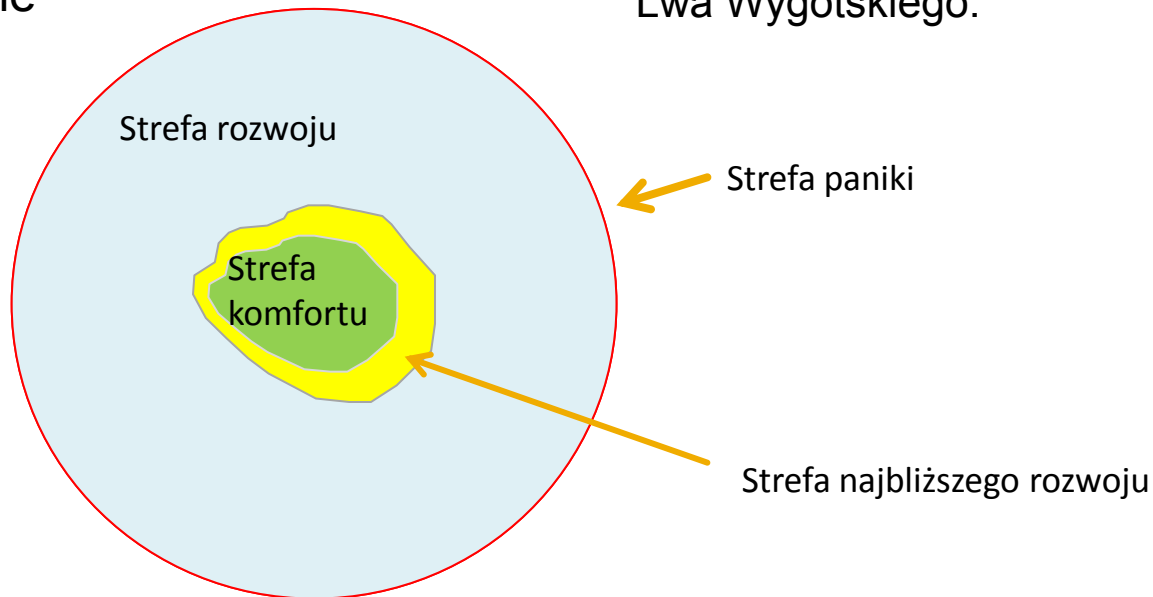 Lwa Wygotskiego.
Strefa rozwoju
Strefa paniki
Strefa
komfortu
Strefa najbliższego rozwoju